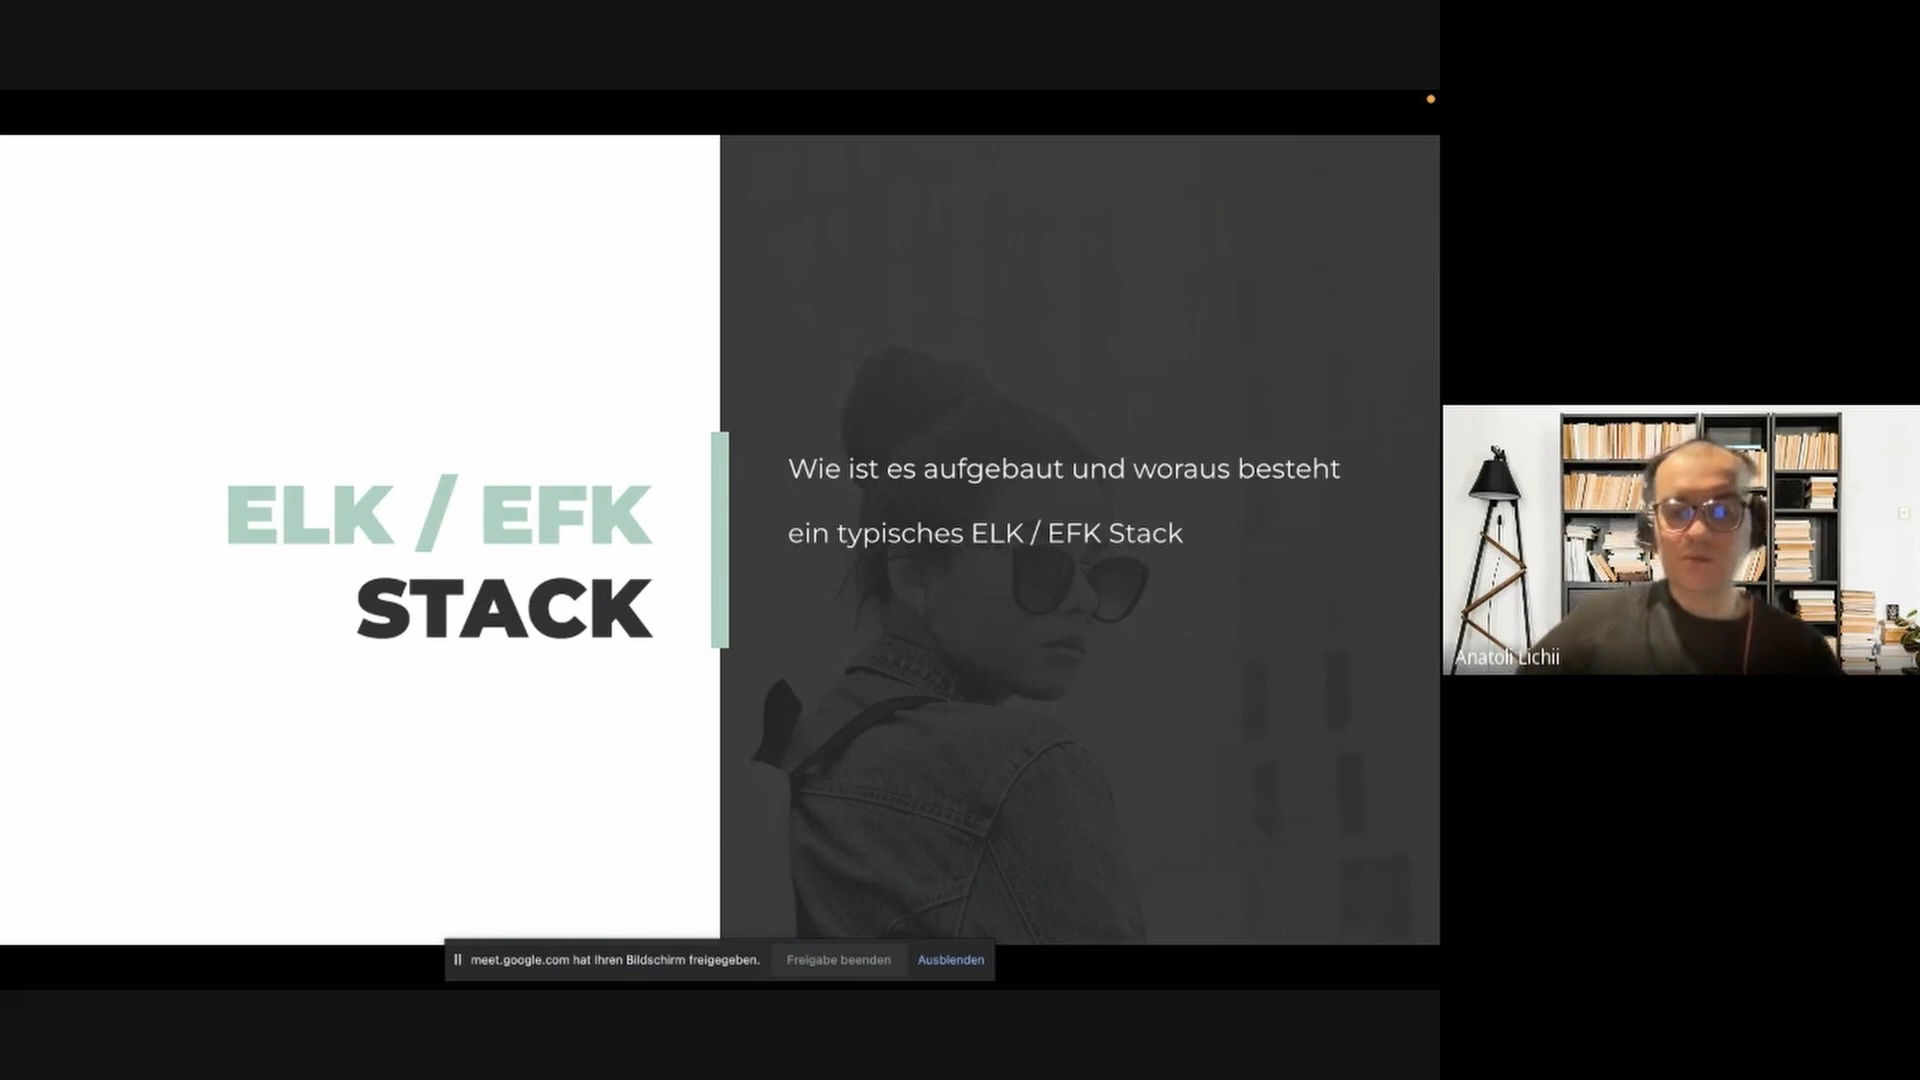 ELK / EFK
STACK
Wie ist es aufgebaut und woraus besteht
ein typisches ELK / EFK Stack
Anatoli Lichii
meet.google.com hat Ihren Bildschirm freigegeben.
Freigabe beenden
Ausblenden